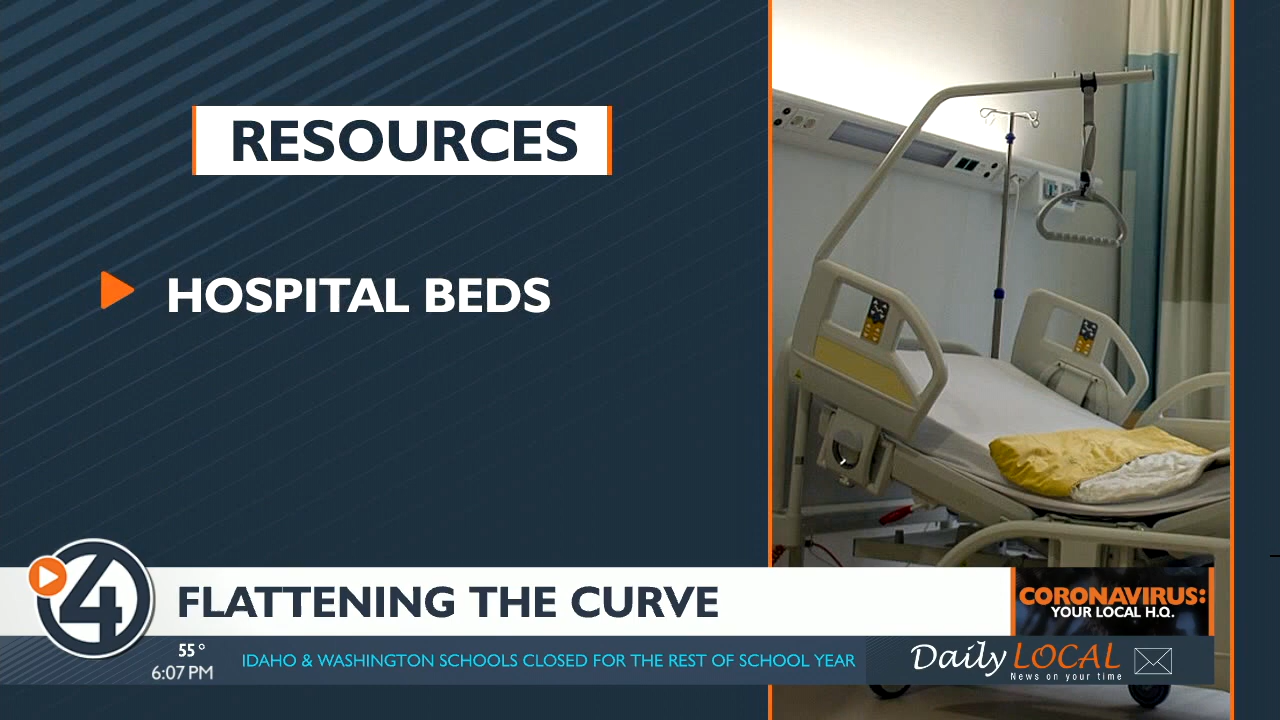 RESOURCES
HOSPITAL BEDS
4
FLATTENING THE CURVE
CORONAVIRUS:
YOUR LOCAL H.Q.
55°
6:07 PM
IDAHO & WASHINGTON SCHOOLS CLOSED FOR THE REST OF SCHOOL YEAR
Daily LOCAL
News on your time